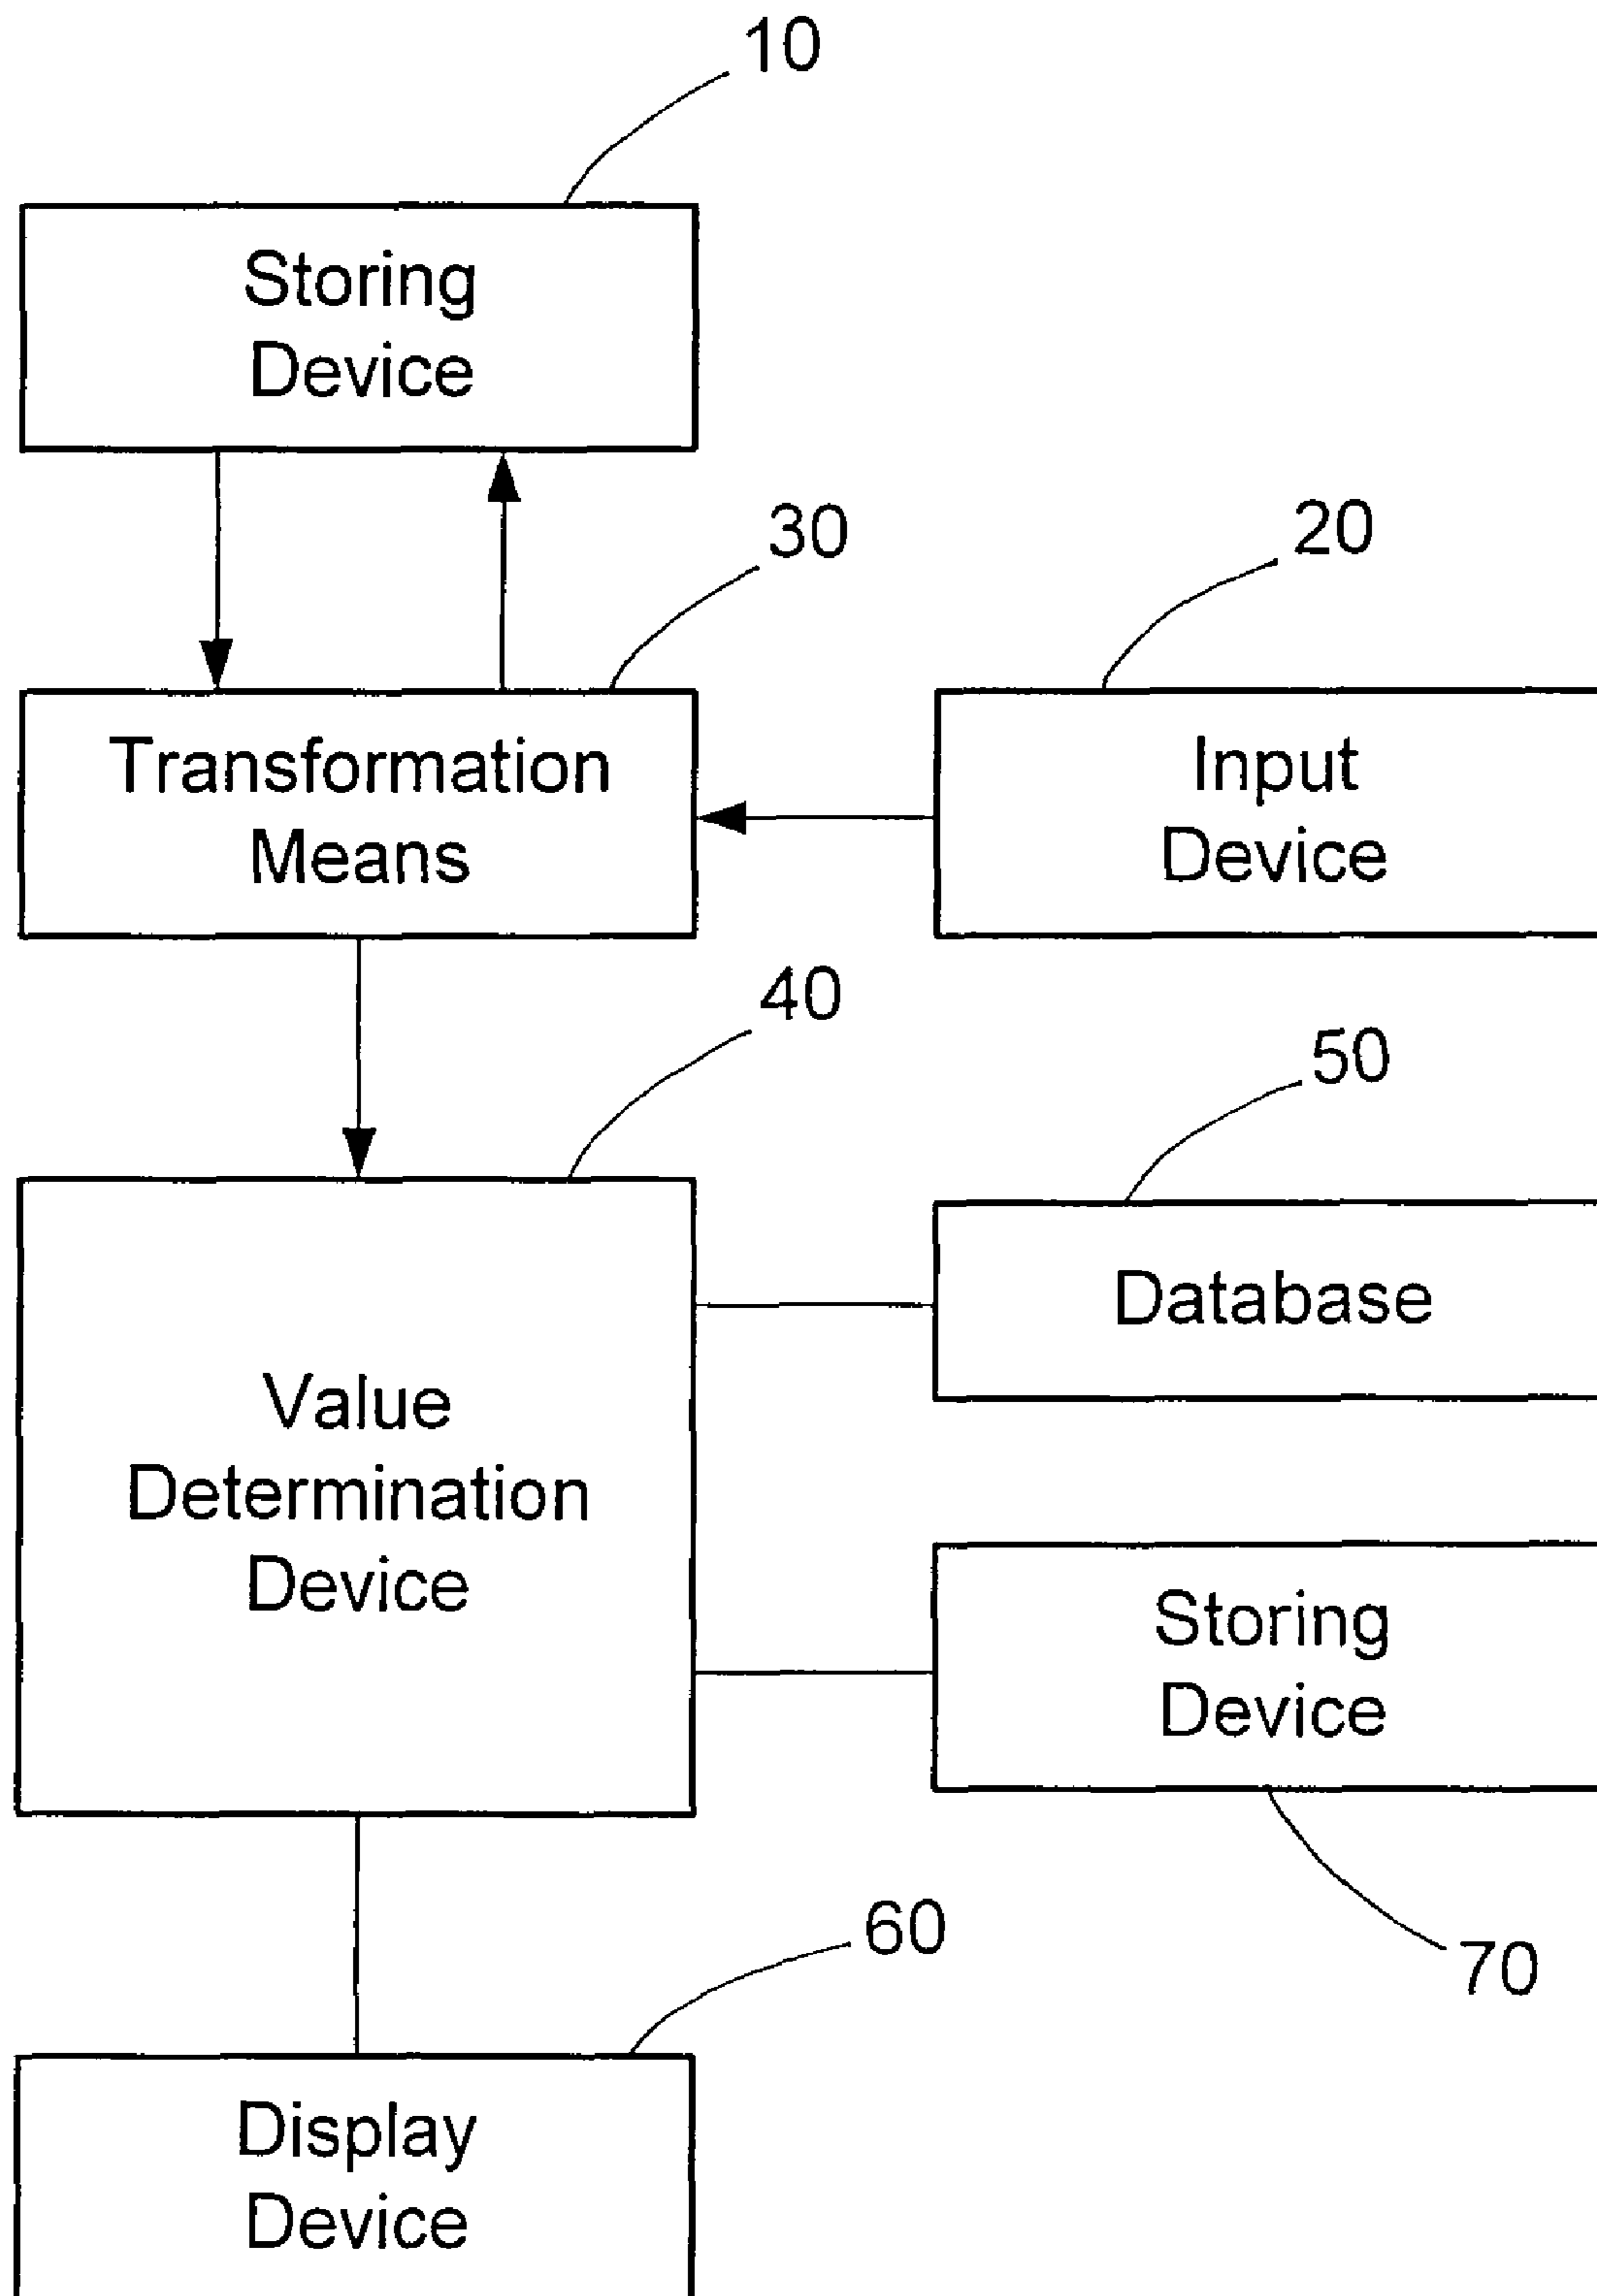 10
Storing
Device
30
20
Transformation
Means
Input
Device
40
50
Database
Value
Determination
Device
Storing
Device
60
70
Display
Device